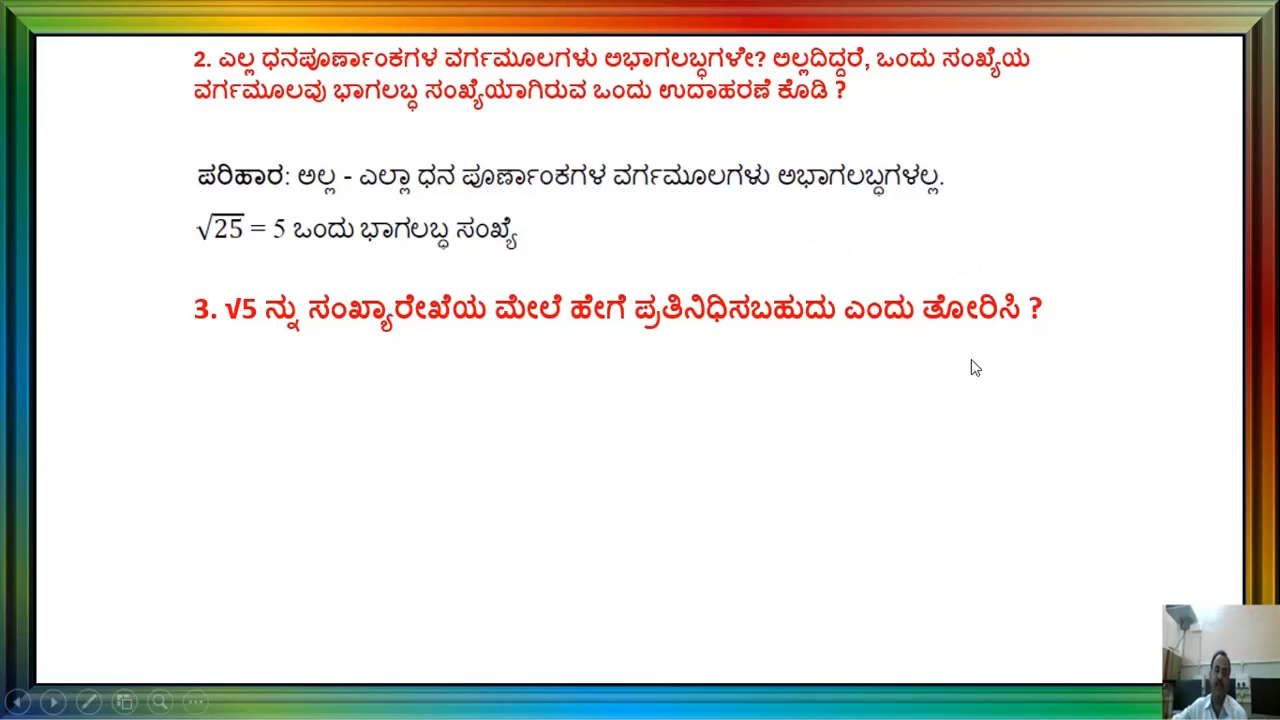 2. ಎಲ್ಲ ಧನಪೂರ್ಣಾಂಕಗಳ ವರ್ಗಮೂಲಗಳು ಅಭಾಗಲಬ್ಧಗಳೇ? ಅಲ್ಲದಿದ್ದರೆ, ಒಂದು ಸಂಖ್ಯೆಯ
ವರ್ಗಮೂಲವು ಭಾಗಲಬ್ಧ ಸಂಖ್ಯೆಯಾಗಿರುವ ಒಂದು ಉದಾಹರಣೆ ಕೊಡಿ ?
ಪರಿಹಾರ: ಅಲ್ಲ - ಎಲ್ಲಾ ಧನ ಪೂರ್ಣಾಂಕಗಳ ವರ್ಗಮೂಲಗಳು ಅಭಾಗಲಬ್ಧಗಳಲ್ಲ.
√25 = 5 ಒಂದು ಭಾಗಲಬ್ಧ ಸಂಖ್ಯೆ
3. √5 ನ್ನು ಸಂಖ್ಯಾರೇಖೆಯ ಮೇಲೆ ಹೇಗೆ ಪ್ರತಿನಿಧಿಸಬಹುದು ಎಂದು ತೋರಿಸಿ ?